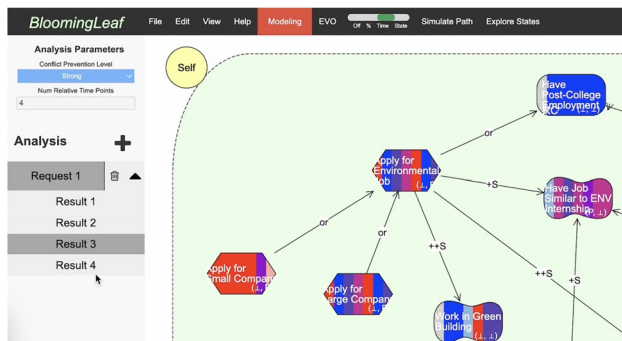 BloomingLeaf
File Edit View Help Modeling EVO Off % Time State Simulate Path Explore States
Analysis Parameters
Conflict Prevention Level
Strong
Num Relative Time Points
4
Analysis
Request 1
Result 1
Result 2
Result 3
Result 4
Self
Have
Post-College
Employment
or
Apply for
Environmental
Job
+S
Have Job
Similar to ENV
Internship
(P, ⊥)
or
or
++S
++S
+S
Apply for
Small Company
Apply for
Large Company
Work in Green
Building
(⊥, ⊥)